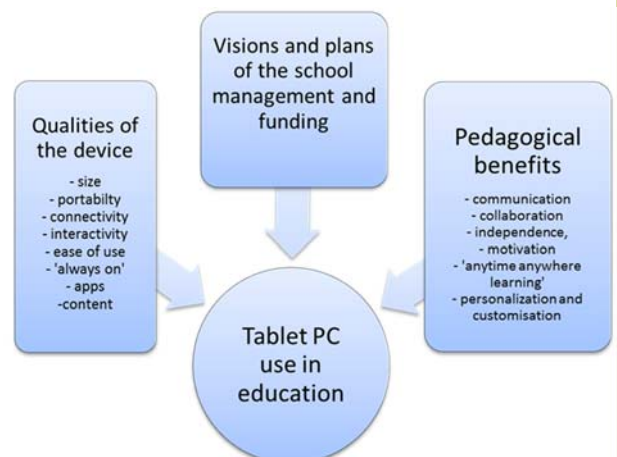 Visions and plans
of the school
management and
funding
Qualities of
the device
- size
- portabilty
- connectivity
- interactivity
- ease of use
- 'always on'
- apps
-content
Pedagogical
benefits
- communication
- collaboration
- independence,
- motivation
- 'anytime anywhere
learning'
- personalization and
customisation
Tablet PC
use in
education